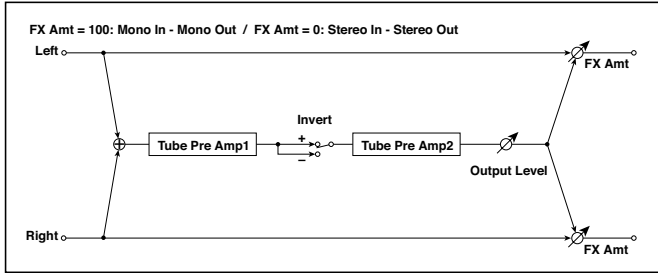 FX Amt = 100: Mono In - Mono Out / FX Amt = 0: Stereo In - Stereo Out
Left
FX Amt
Invert
+
Tube Pre Amp1
Tube Pre Amp2
–
Output Level
Right
FX Amt